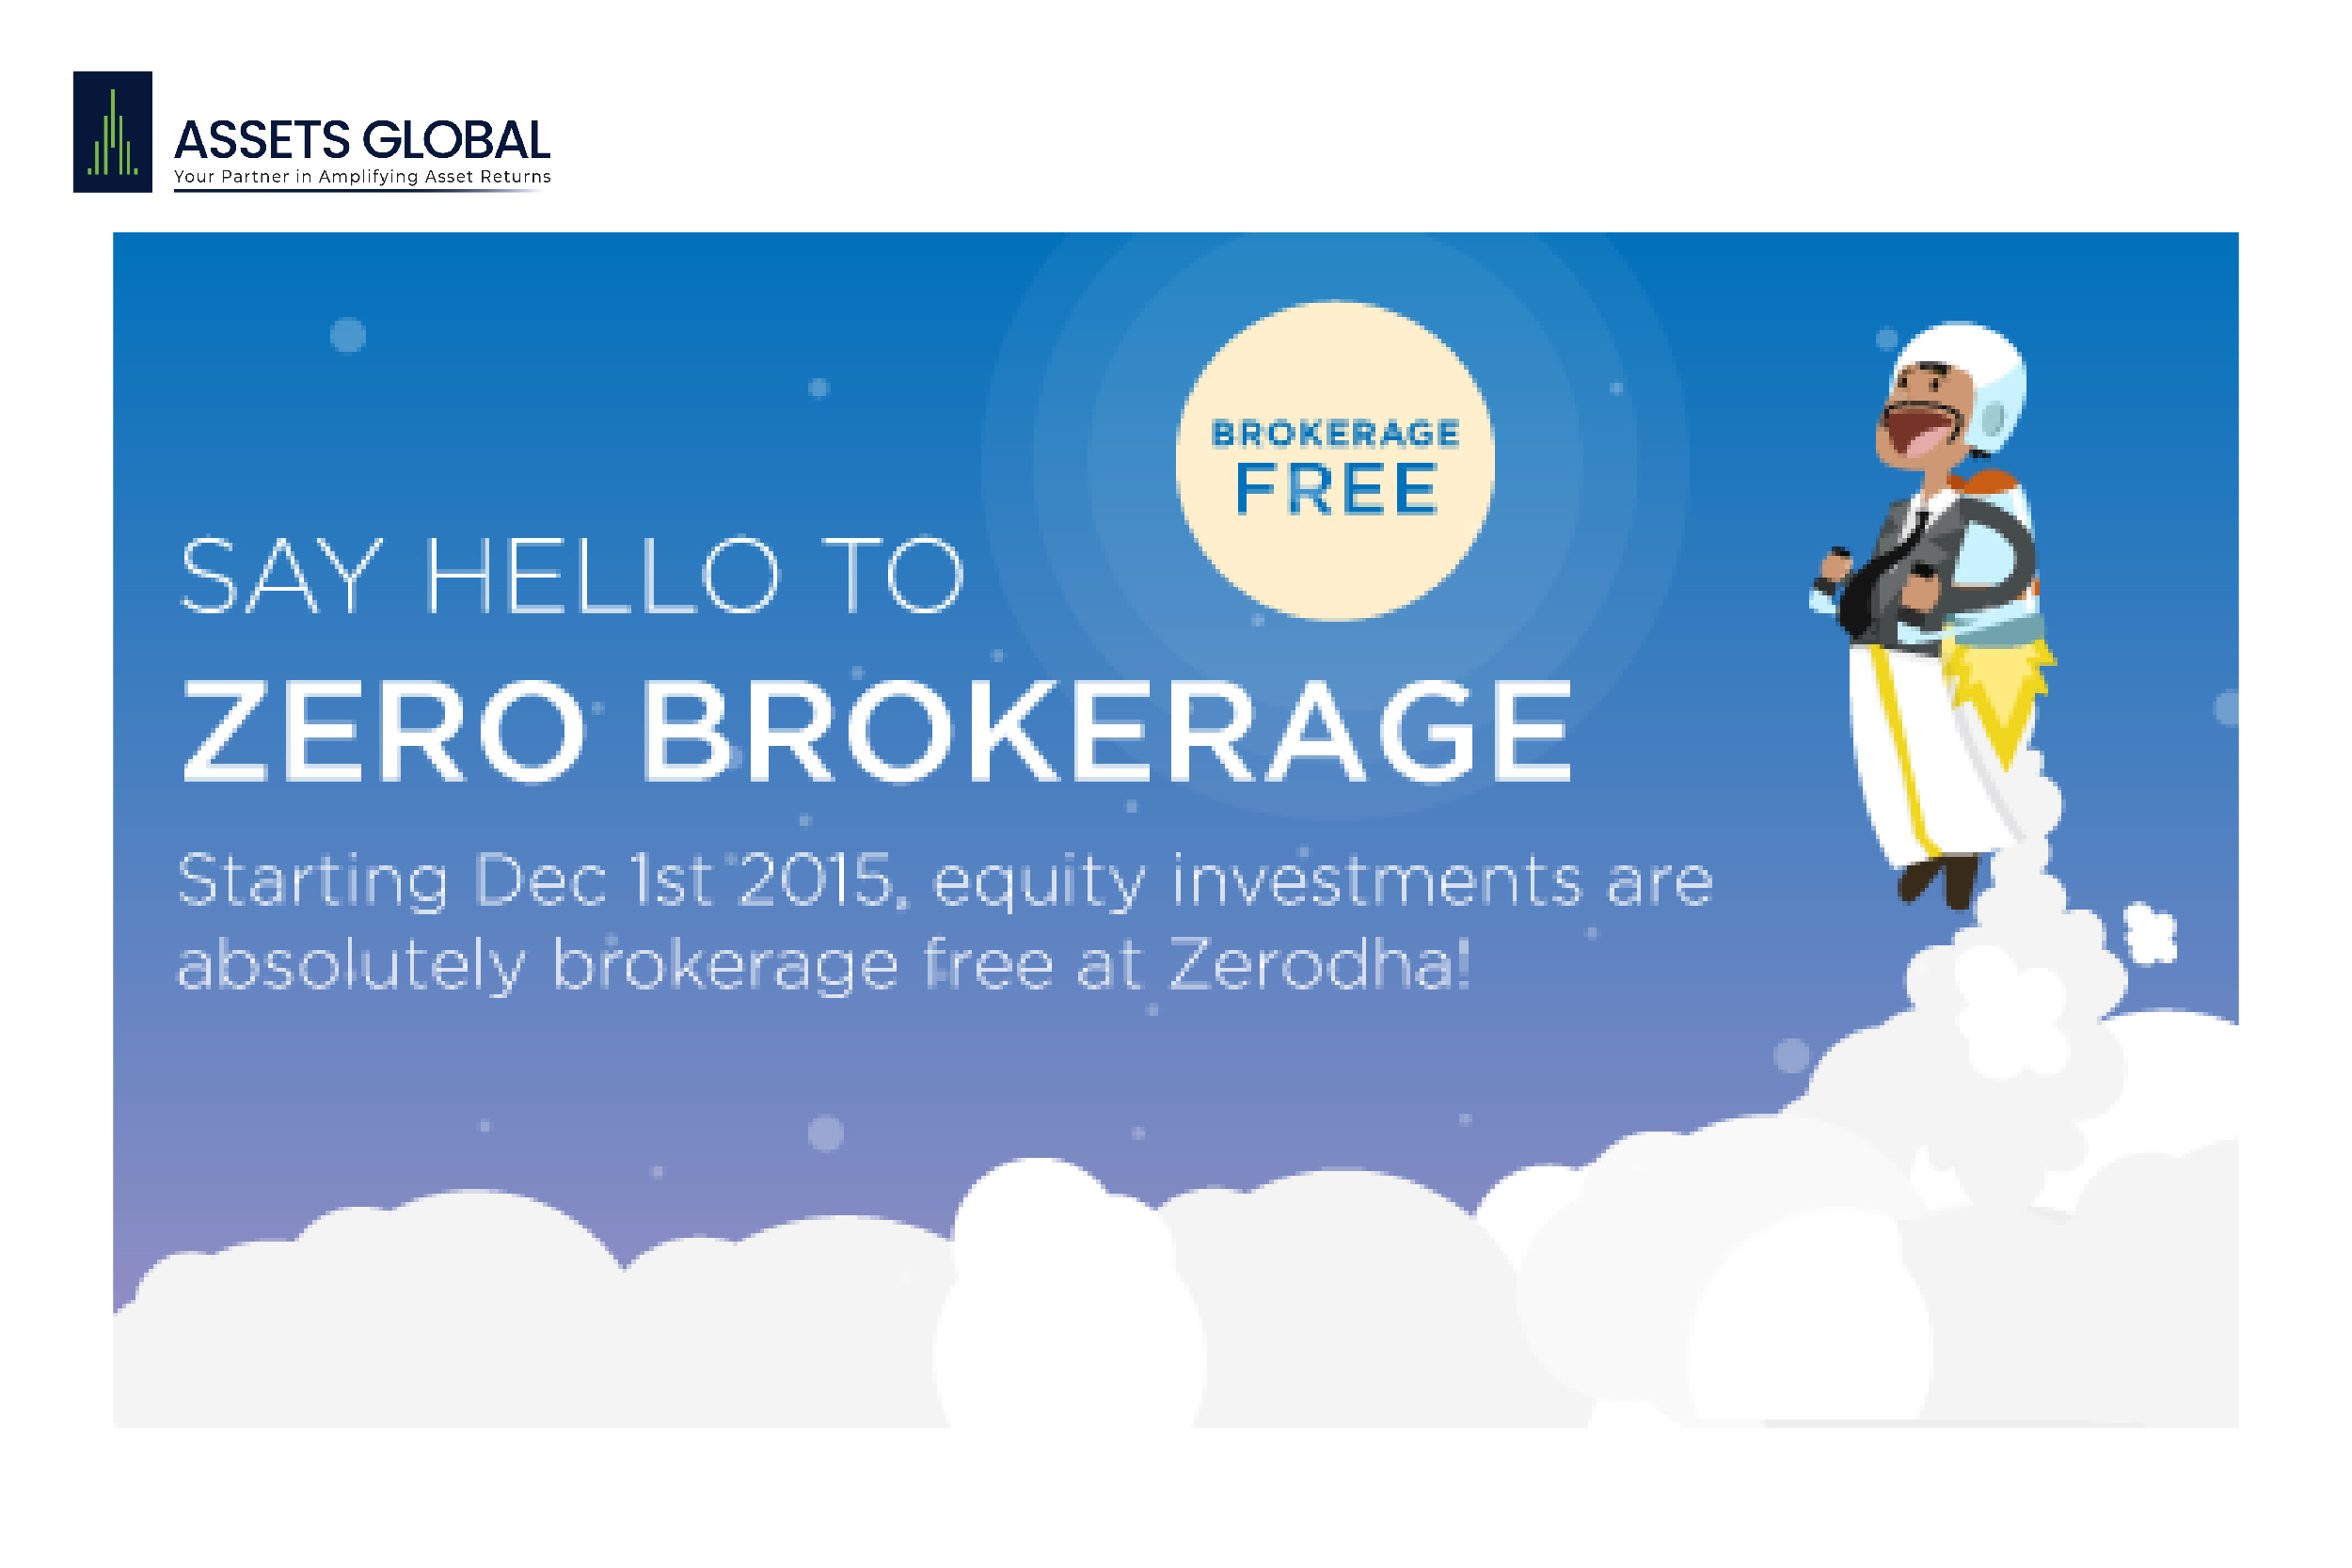 ASSETS GLOBAL
Your Partner in Amplifying Asset Returns
BROKERAGE
FREE
SAY HELLO TO
ZERO BROKERAGE
Starting Dec 1st 2015, equity investments are
absolutely brokerage free at Zerodha!